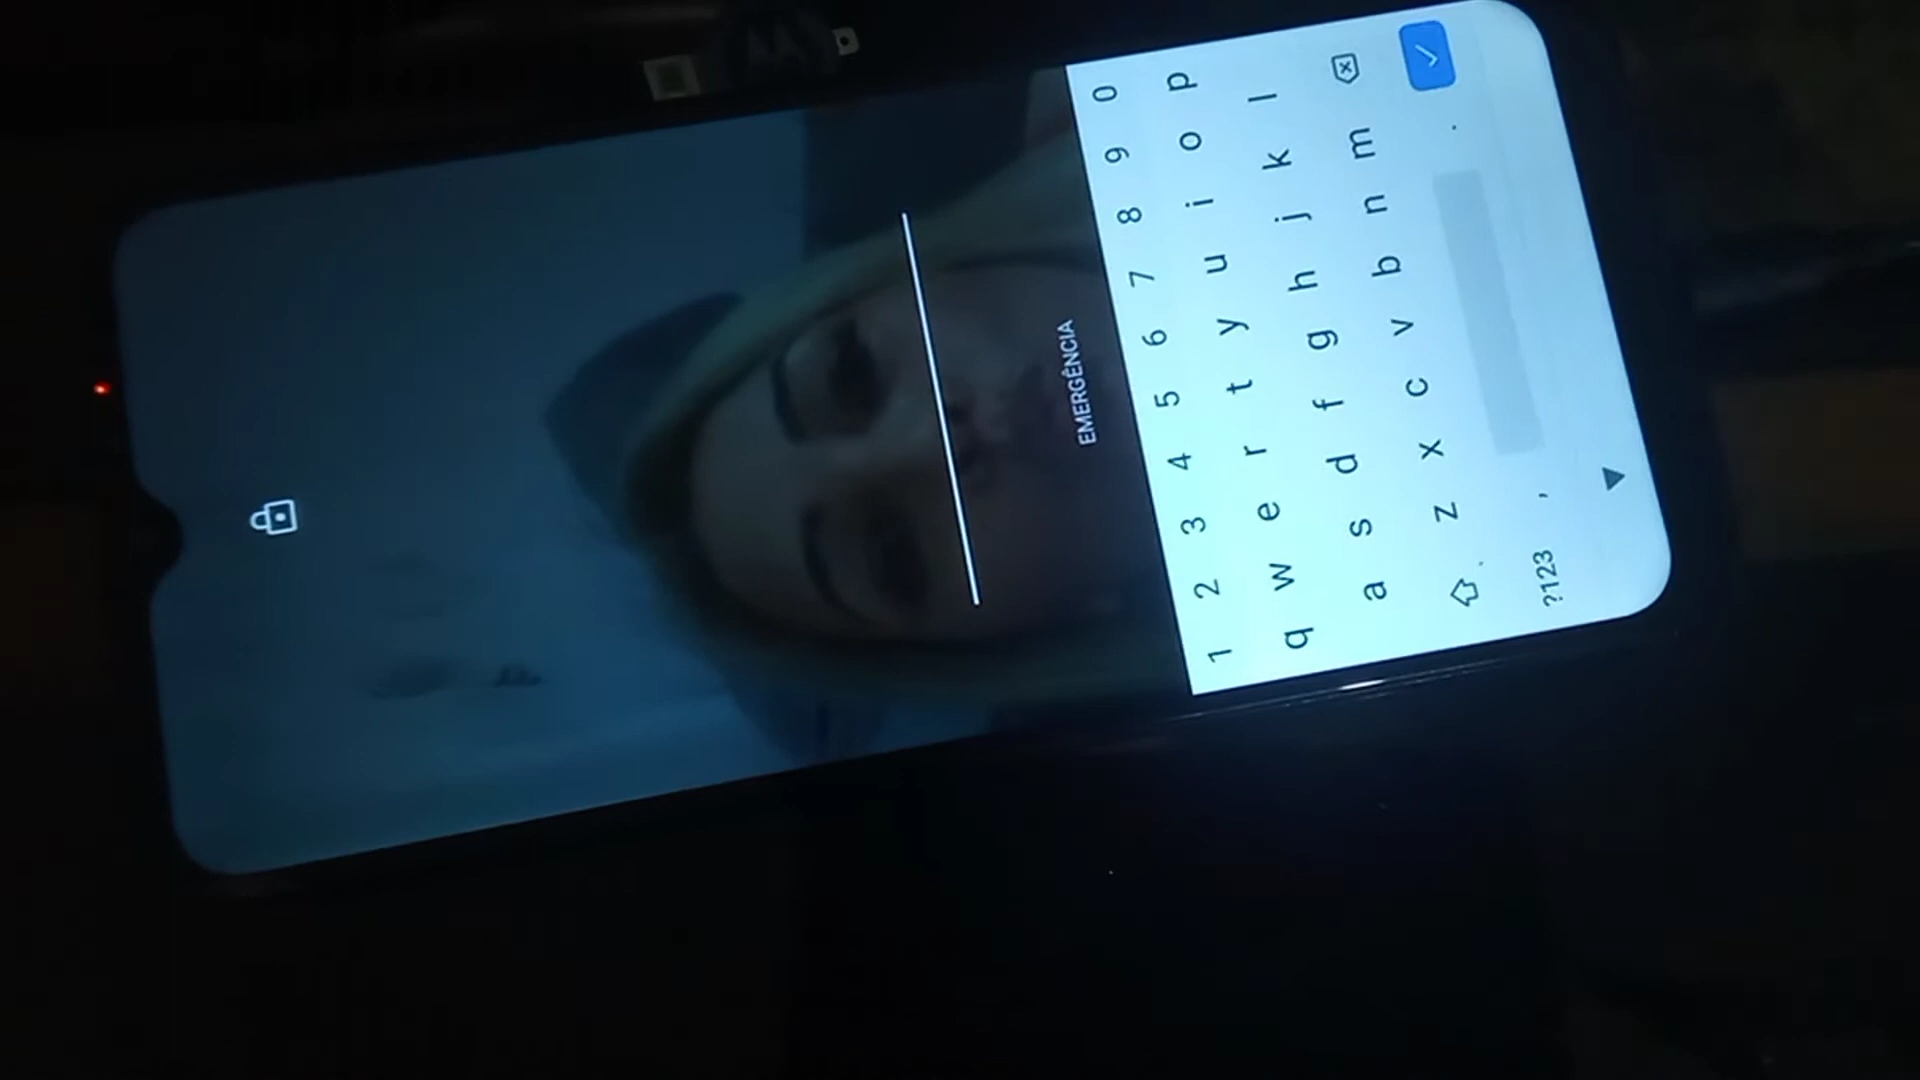 EMERGÊNCIA
1 2 3 4 5 6 7 8 9 0
q w e r t y u i o p
a s d f g h j k l
z x c v b n m
?123 , .